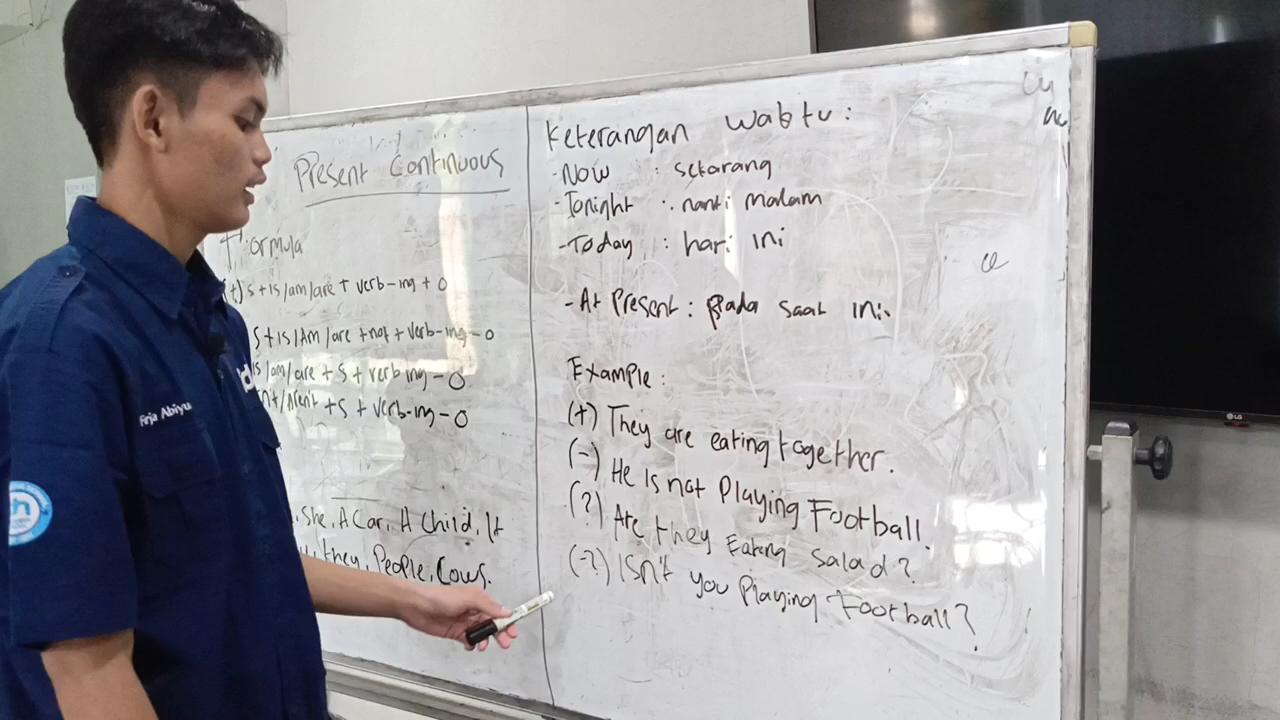 Present Continuous
Formula
(+) S + is/am/are + verb-ing + O
S + is/Am/are + not + verb-ing - O
is/am/are + S + verb ing - O
Aren't + S + verb-ing - O
She, A Car, A Child, It
they, People, Cows.
Keterangan waktu :
- Now : sekarang
- Tonight : nanti malam
- Today : hari ini
- At Present : pada saat ini.
Example :
(+) They are eating together.
(-) He Is not Playing Football.
(?) Are they Eating Salad?
(-?) Isn't you Playing Football?
Firja Abiyu
LG